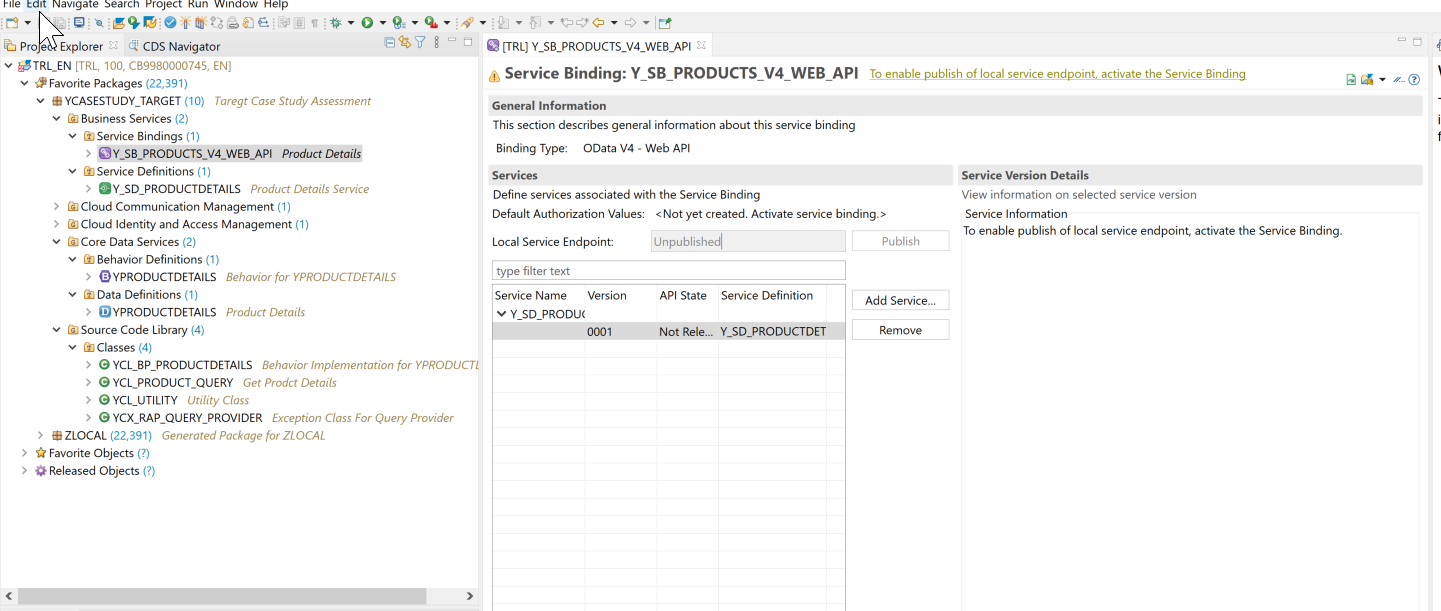 File Edit Navigate Search Project Run Window Help
Project Explorer
CDS Navigator
TRL_EN [TRL, 100, CB9980000745, EN]
Favorite Packages (22,391)
YCASESTUDY_TARGET (10) Taregt Case Study Assessment
Business Services (2)
Service Bindings (1)
Y_SB_PRODUCTS_V4_WEB_API Product Details
Service Definitions (1)
Y_SD_PRODUCTDETAILS Product Details Service
Cloud Communication Management (1)
Cloud Identity and Access Management (1)
Core Data Services (2)
Behavior Definitions (1)
YPRODUCTDETAILS Behavior for YPRODUCTDETAILS
Data Definitions (1)
YPRODUCTDETAILS Product Details
Source Code Library (4)
Classes (4)
YCL_BP_PRODUCTDETAILS Behavior Implementation for YPRODUCTD
YCL_PRODUCT_QUERY Get Prodct Details
YCL_UTILITY Utility Class
YCX_RAP_QUERY_PROVIDER Exception Class For Query Provider
ZLOCAL (22,391) Generated Package for ZLOCAL
Favorite Objects (?)
Released Objects (?)
[TRL] Y_SB_PRODUCTS_V4_WEB_API
Service Binding: Y_SB_PRODUCTS_V4_WEB_API To enable publish of local service endpoint, activate the Service Binding
General Information
This section describes general information about this service binding
Binding Type: OData V4 - Web API
Services
Define services associated with the Service Binding
Default Authorization Values: <Not yet created. Activate service binding.>
Local Service Endpoint: Unpublished Publish
type filter text
Service Name Version API State Service Definition
Y_SD_PRODUC
0001 Not Rele... Y_SD_PRODUCTDET
Add Service...
Remove
Service Version Details
View information on selected service version
Service Information
To enable publish of local service endpoint, activate the Service Binding.